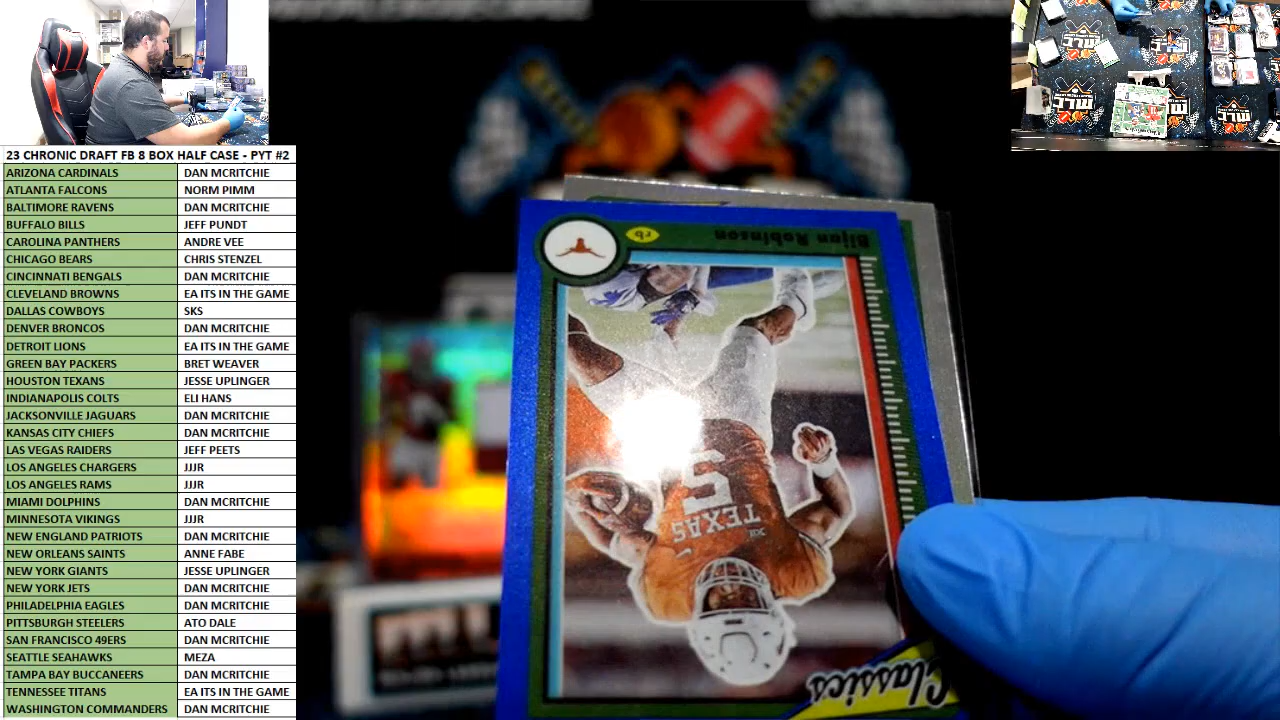 23 CHRONIC DRAFT FB 8 BOX HALF CASE - PYT #2
ARIZONA CARDINALS DAN MCRITCHIE
ATLANTA FALCONS NORM PIMM
BALTIMORE RAVENS DAN MCRITCHIE
BUFFALO BILLS JEFF PUNDT
CAROLINA PANTHERS ANDRE VEE
CHICAGO BEARS CHRIS STENZEL
CINCINNATI BENGALS DAN MCRITCHIE
CLEVELAND BROWNS EA ITS IN THE GAME
DALLAS COWBOYS SKS
DENVER BRONCOS DAN MCRITCHIE
DETROIT LIONS EA ITS IN THE GAME
GREEN BAY PACKERS BRET WEAVER
HOUSTON TEXANS JESSE UPLINGER
INDIANAPOLIS COLTS ELI HANS
JACKSONVILLE JAGUARS DAN MCRITCHIE
KANSAS CITY CHIEFS DAN MCRITCHIE
LAS VEGAS RAIDERS JEFF PEETS
LOS ANGELES CHARGERS JJJR
LOS ANGELES RAMS JJJR
MIAMI DOLPHINS DAN MCRITCHIE
MINNESOTA VIKINGS JJJR
NEW ENGLAND PATRIOTS DAN MCRITCHIE
NEW ORLEANS SAINTS ANNE FABE
NEW YORK GIANTS JESSE UPLINGER
NEW YORK JETS DAN MCRITCHIE
PHILADELPHIA EAGLES DAN MCRITCHIE
PITTSBURGH STEELERS ATO DALE
SAN FRANCISCO 49ERS DAN MCRITCHIE
SEATTLE SEAHAWKS MEZA
TAMPA BAY BUCCANEERS DAN MCRITCHIE
TENNESSEE TITANS EA ITS IN THE GAME
WASHINGTON COMMANDERS DAN MCRITCHIE
Classics
TEXAS
5
Bijan Robinson
rb